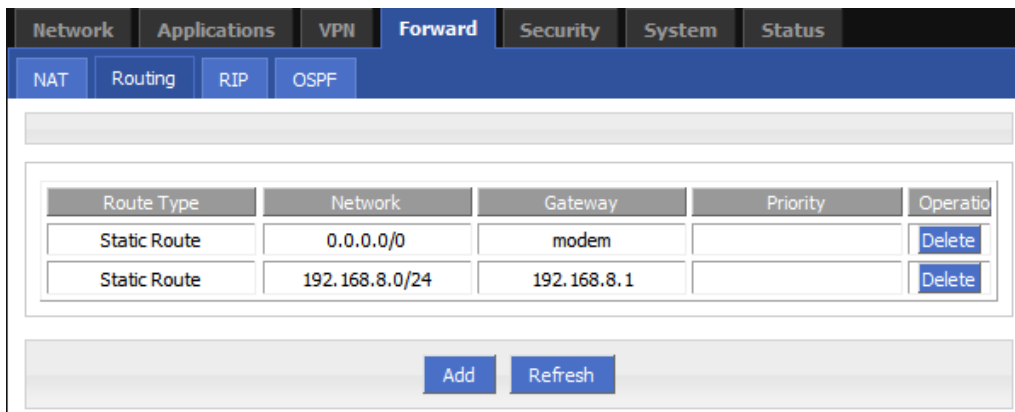 Network Applications VPN Forward Security System Status
NAT Routing RIP OSPF
Route Type Network Gateway Priority Operatio
Static Route 0.0.0.0/0 modem Delete
Static Route 192.168.8.0/24 192.168.8.1 Delete
Add Refresh